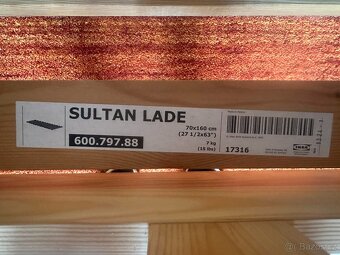 SULTAN LADE
70x160 cm
(27 1/2x63")
600.797.88
7 kg
(15 lbs)
17316
IKEA